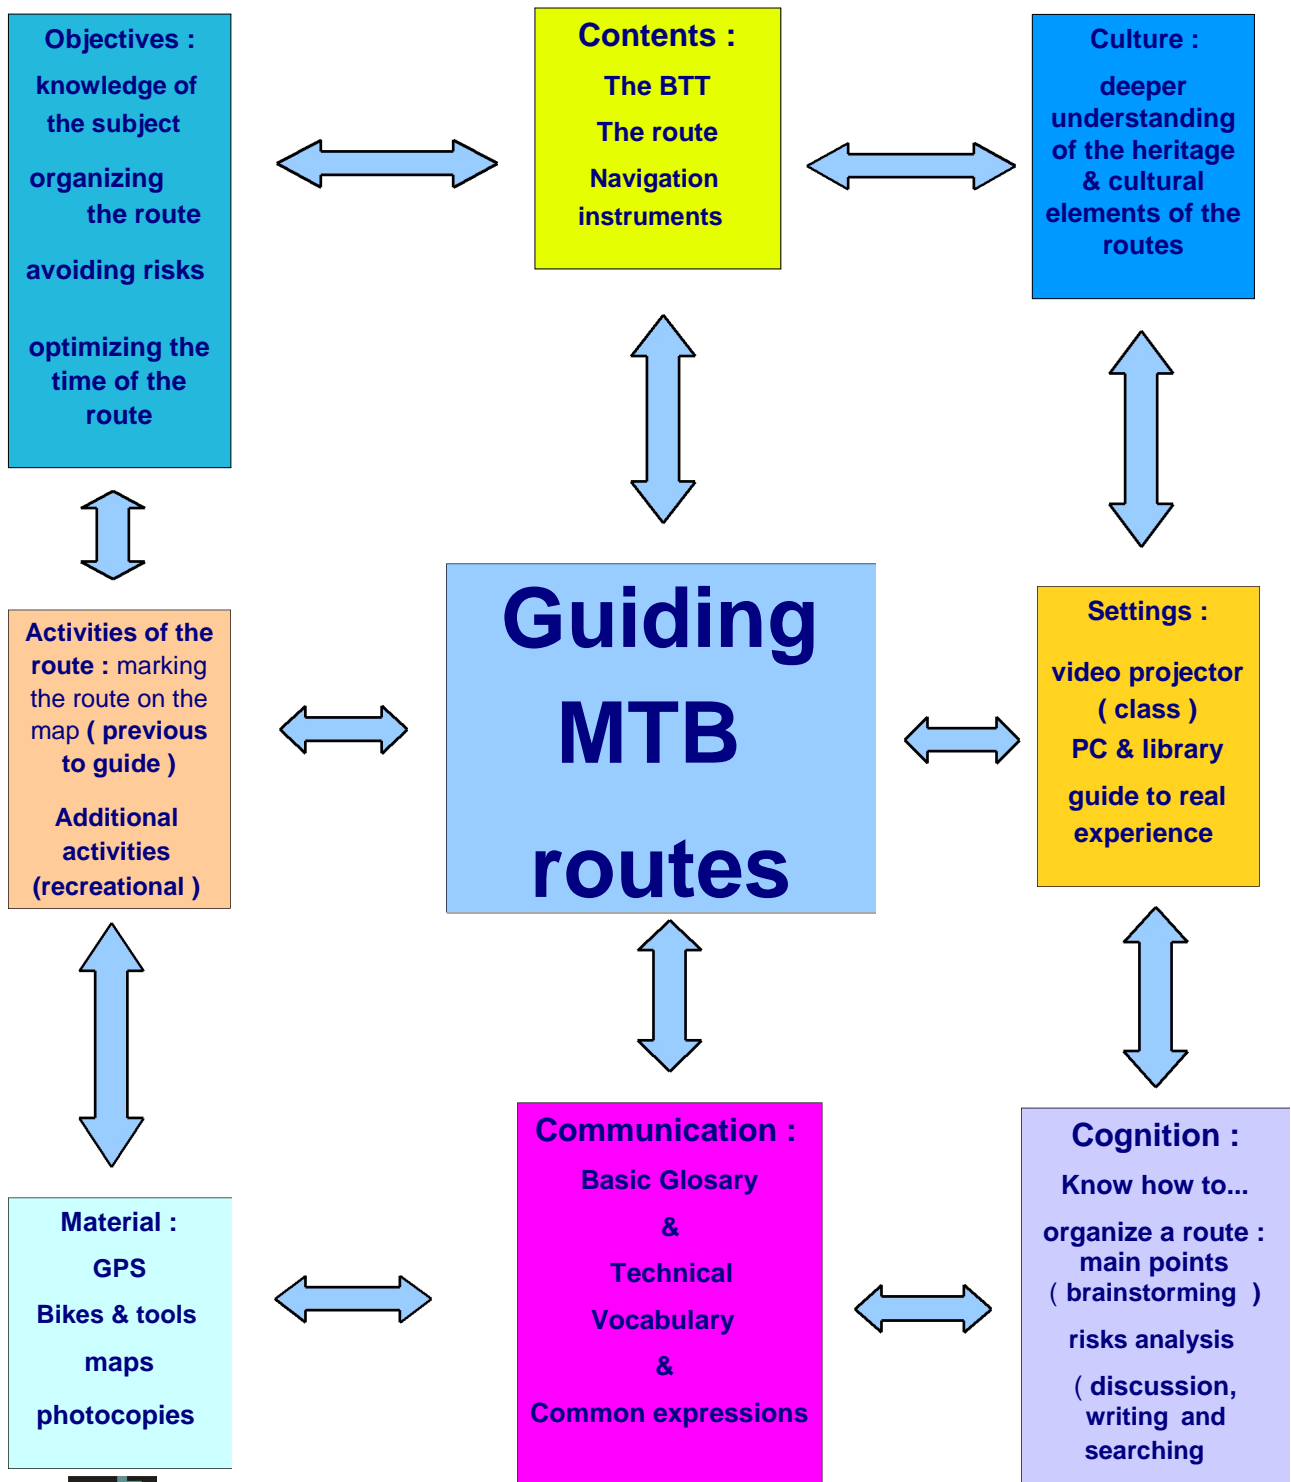 Objectives :
knowledge of
the subject
organizing
the route
avoiding risks
optimizing the
time of the
route
Contents :
The BTT
The route
Navigation
instruments
Culture :
deeper
understanding
of the heritage
& cultural
elements of the
routes
Activities of the
route : marking
the route on the
map ( previous
to guide )
Additional
activities
(recreational )
Guiding
MTB
routes
Settings :
video projector
( class )
PC & library
guide to real
experience
Material :
GPS
Bikes & tools
maps
photocopies
Communication :
Basic Glosary
&
Technical
Vocabulary
&
Common expressions
Cognition :
Know how to...
organize a route :
main points
( brainstorming )
risks analysis
( discussion,
writing and
searching